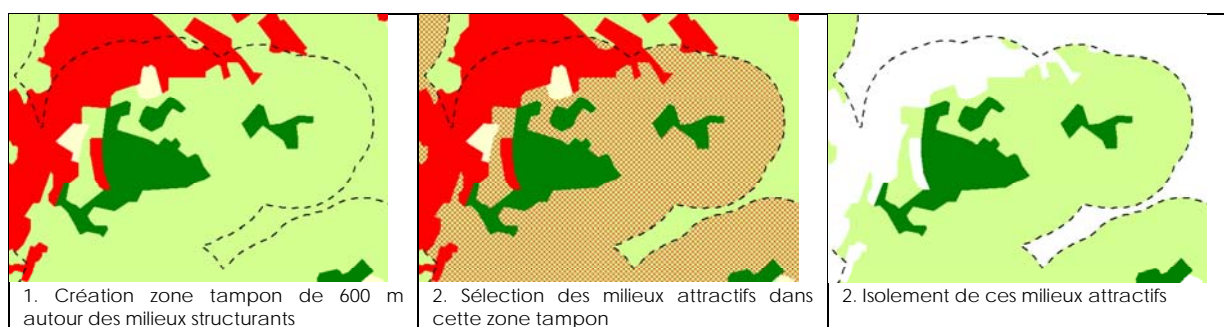 1. Création zone tampon de 600 m
autour des milieux structurants
2. Sélection des milieux attractifs dans
cette zone tampon
2. Isolement de ces milieux attractifs